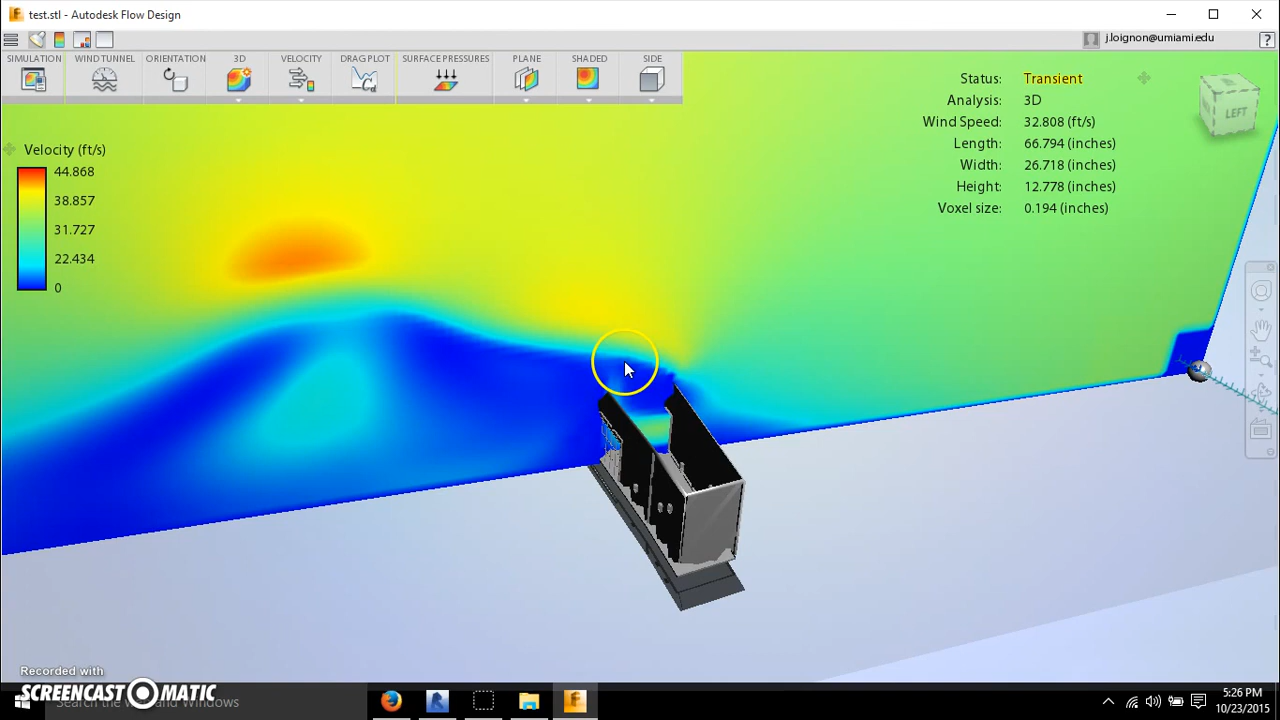 test.stl - Autodesk Flow Design
j.loignon@umiami.edu
?
SIMULATION WIND TUNNEL ORIENTATION 3D VELOCITY DRAG PLOT SURFACE PRESSURES PLANE SHADED SIDE
Cd
Status: Transient
Analysis: 3D
Wind Speed: 32.808 (ft/s)
Length: 66.794 (inches)
Width: 26.718 (inches)
Height: 12.778 (inches)
Voxel size: 0.194 (inches)
LEFT
Velocity (ft/s)
44.868
38.857
31.727
22.434
0
Recorded with
SCREENCAST MATIC
Search the web and Windows
5:26 PM
10/23/2015